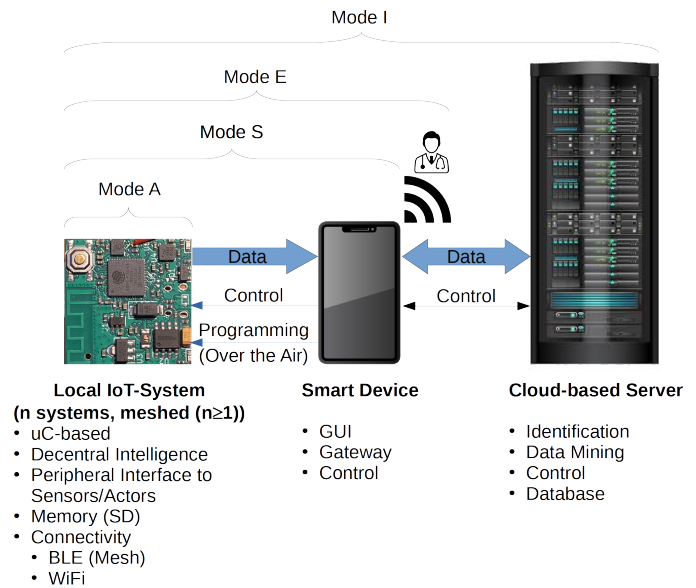 Mode I
Mode E
Mode S
Mode A
Data
Data
Control
Control
Programming
(Over the Air)
Local IoT-System
(n systems, meshed (n≥1))
• uC-based
• Decentral Intelligence
• Peripheral Interface to
Sensors/Actors
• Memory (SD)
• Connectivity
• BLE (Mesh)
• WiFi
Smart Device
• GUI
• Gateway
• Control
Cloud-based Server
• Identification
• Data Mining
• Control
• Database